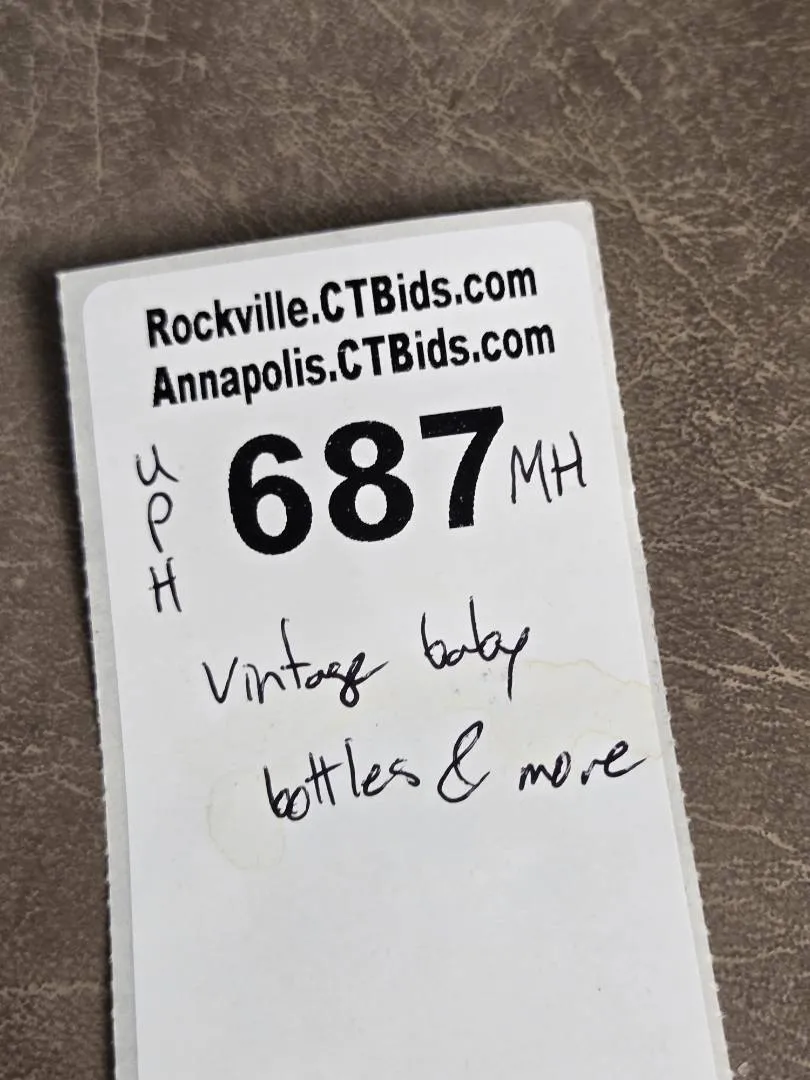 Rockville.CTBids.com
Annapolis.CTBids.com
UPH
687 MH
Vintage baby
bottles & more